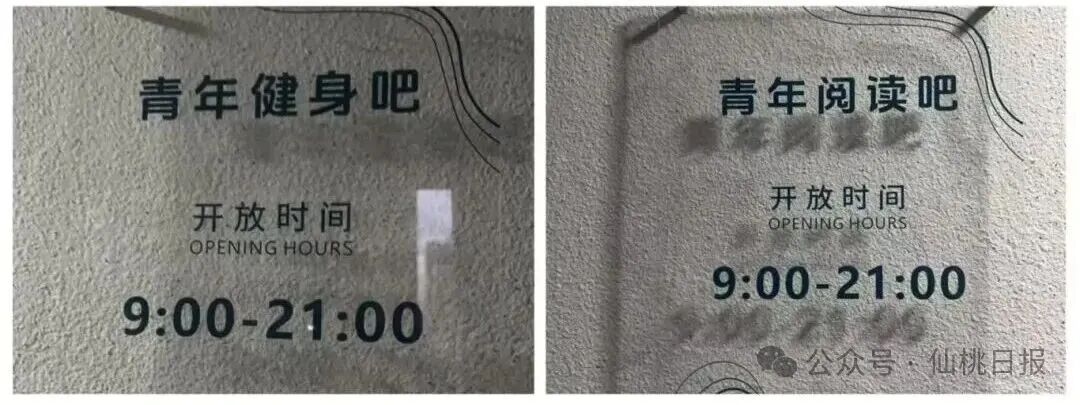 青年健身吧
开放时间
OPENING HOURS
9:00-21:00
青年阅读吧
开放时间
OPENING HOURS
9:00-21:00
公众号·仙桃日报